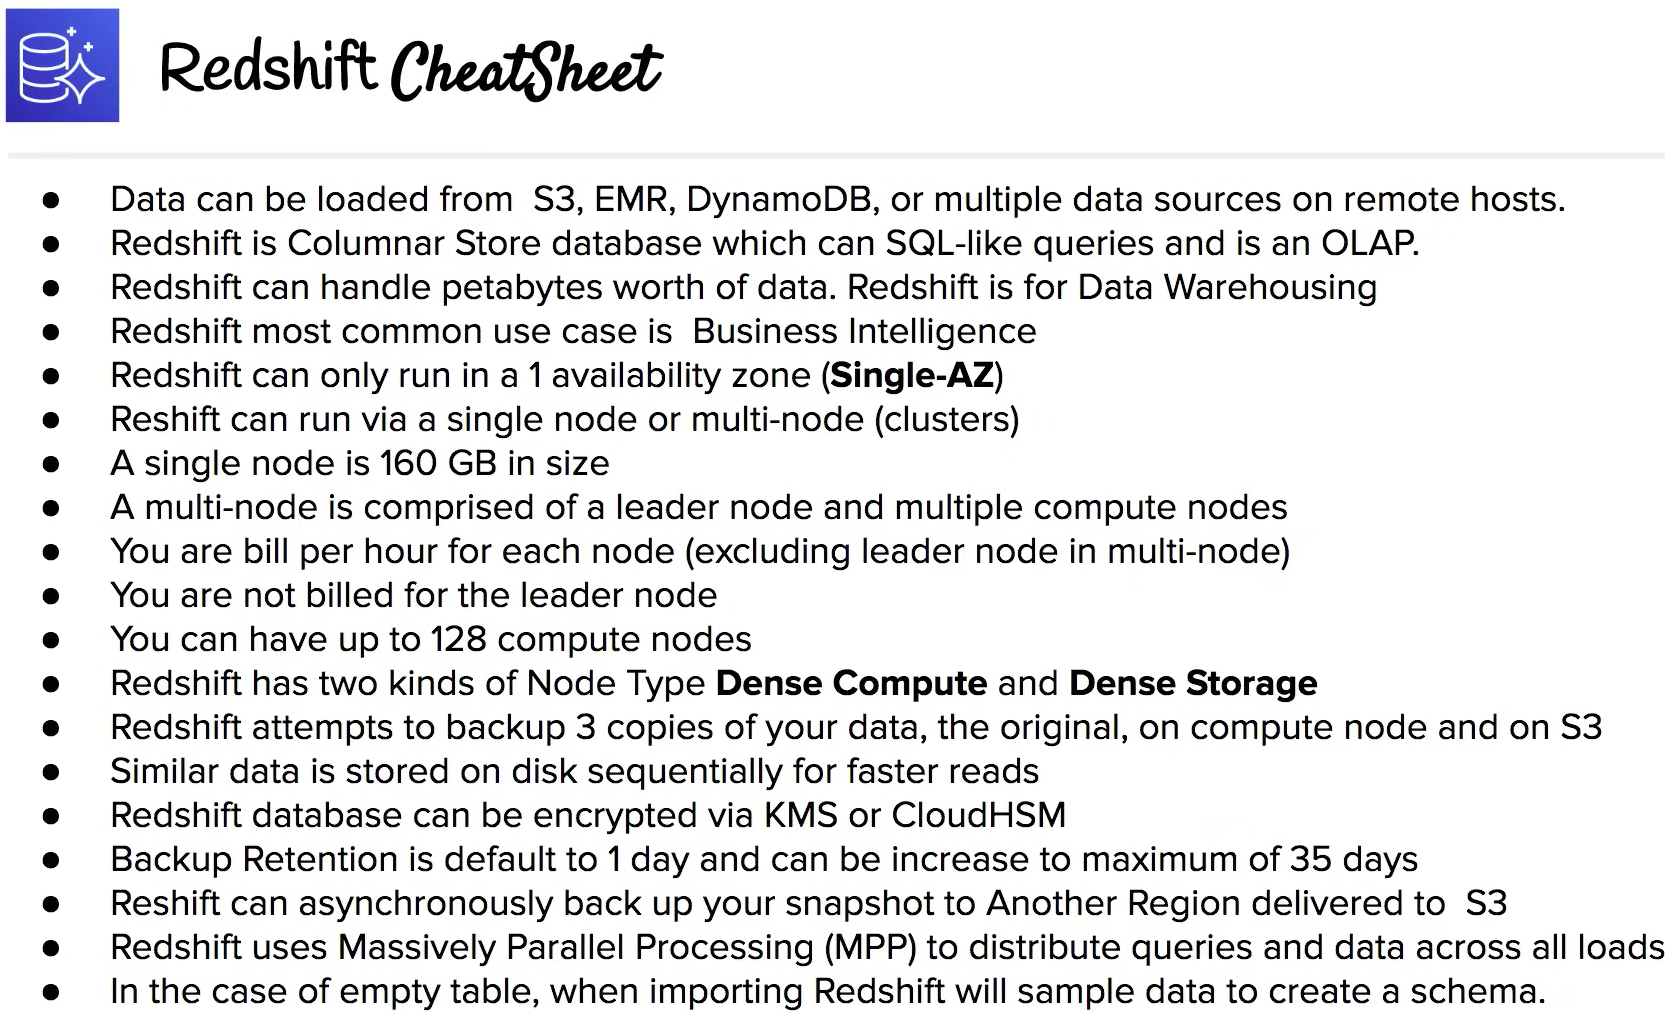 Redshift CheatSheet
● Data can be loaded from  S3, EMR, DynamoDB, or multiple data sources on remote hosts.
● Redshift is Columnar Store database which can SQL-like queries and is an OLAP.
● Redshift can handle petabytes worth of data. Redshift is for Data Warehousing
● Redshift most common use case is  Business Intelligence
● Redshift can only run in a 1 availability zone (Single-AZ)
● Reshift can run via a single node or multi-node (clusters)
● A single node is 160 GB in size
● A multi-node is comprised of a leader node and multiple compute nodes
● You are bill per hour for each node (excluding leader node in multi-node)
● You are not billed for the leader node
● You can have up to 128 compute nodes
● Redshift has two kinds of Node Type Dense Compute and Dense Storage
● Redshift attempts to backup 3 copies of your data, the original, on compute node and on S3
● Similar data is stored on disk sequentially for faster reads
● Redshift database can be encrypted via KMS or CloudHSM
● Backup Retention is default to 1 day and can be increase to maximum of 35 days
● Reshift can asynchronously back up your snapshot to Another Region delivered to  S3
● Redshift uses Massively Parallel Processing (MPP) to distribute queries and data across all loads
● In the case of empty table, when importing Redshift will sample data to create a schema.